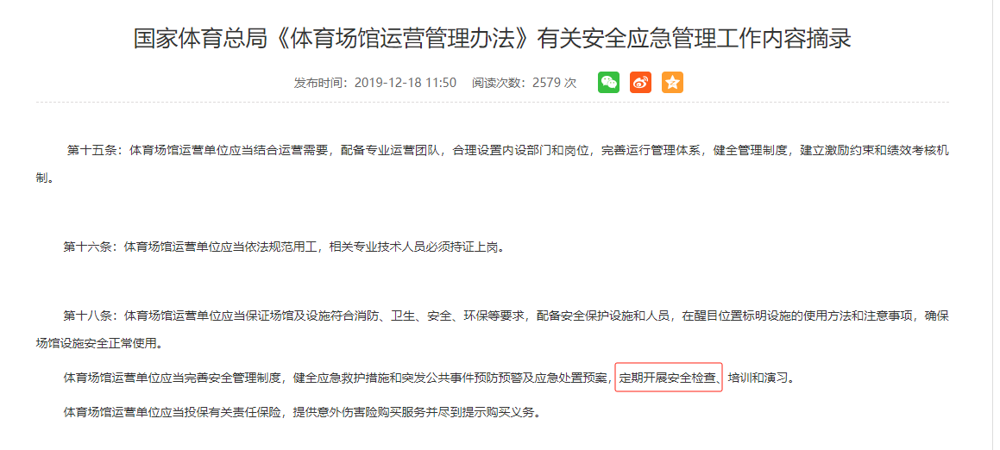 国家体育总局《体育场馆运营管理办法》有关安全应急管理工作内容摘录
发布时间：2019-12-18 11:50 阅读次数：2579 次
第十五条：体育场馆运营单位应当结合运营需要，配备专业运营团队，合理设置内设部门和岗位，完善运行管理体系，健全管理制度，建立激励约束和绩效考核机
制。
第十六条：体育场馆运营单位应当依法规范用工，相关专业技术人员必须持证上岗。
第十八条：体育场馆运营单位应当保证场馆及设施符合消防、卫生、安全、环保等要求，配备安全保护设施和人员，在醒目位置标明设施的使用方法和注意事项，确保
场馆设施安全正常使用。
体育场馆运营单位应当完善安全管理制度，健全应急救护措施和突发公共事件预防预警及应急处置预案，定期开展安全检查、培训和演习。
体育场馆运营单位应当投保有关责任保险，提供意外伤害险购买服务并尽到提示购买义务。